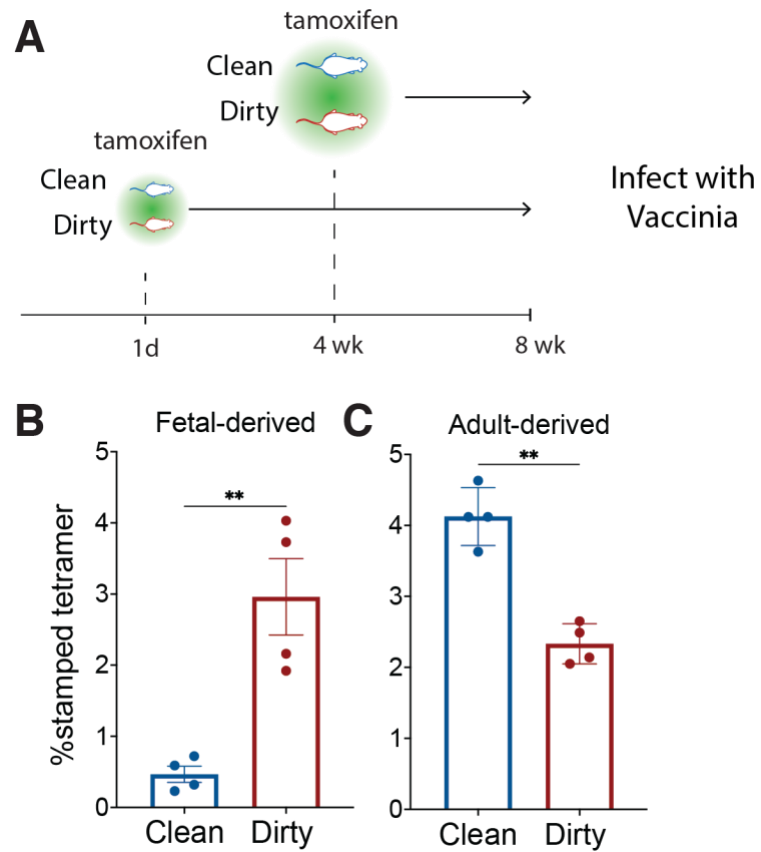 A
tamoxifen
Clean
Dirty
tamoxifen
Clean
Dirty
Infect with
Vaccinia
1d
4 wk
8 wk
B
Fetal-derived
**
%stamped tetramer
5
4
3
2
1
0
Clean
Dirty
C
Adult-derived
**
5
4
3
2
1
0
Clean
Dirty